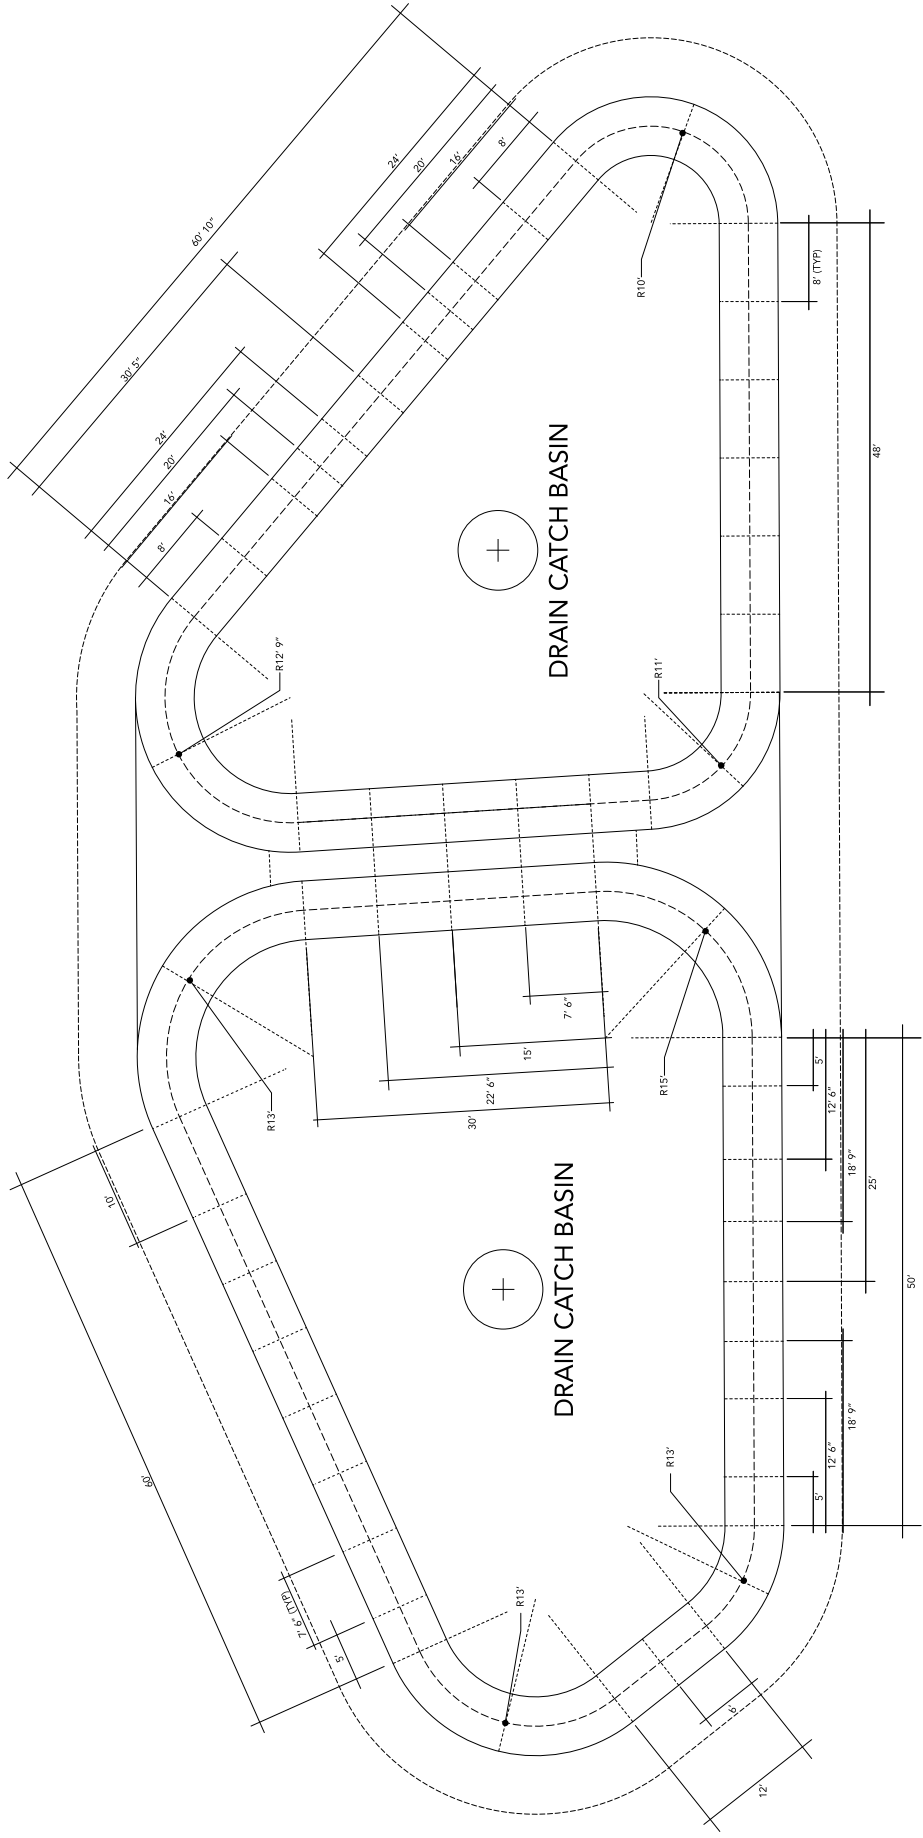 60' 10"
30' 5"
24'
20'
16'
8'
24'
20'
16'
8'
R10'
8' (TYP)
48'
DRAIN CATCH BASIN
R12' 9"
R11'
7' 6"
15'
22' 6"
30'
R13'
R15'
5'
12' 6"
18' 9"
25'
50'
10'
60'
DRAIN CATCH BASIN
18' 9"
12' 6"
5'
R13'
7' 6" (TYP)
5'
R13'
6'
12'